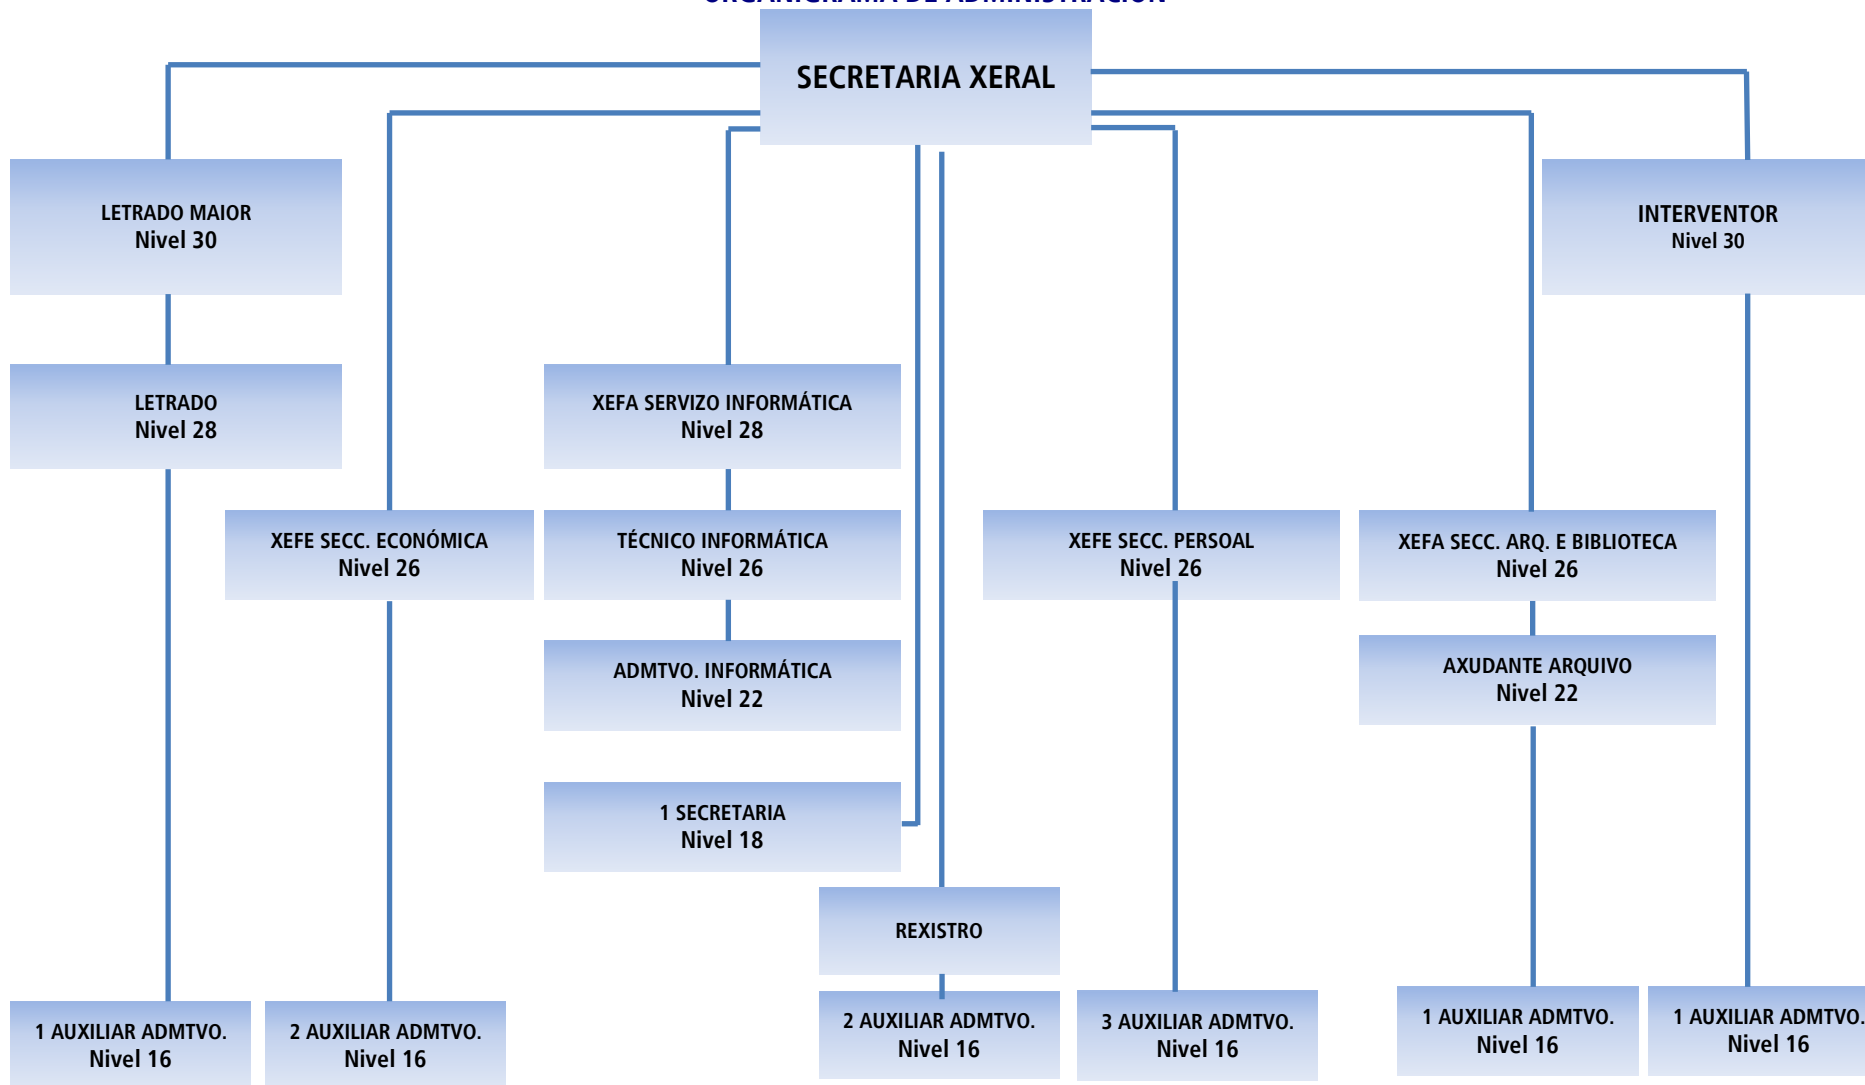 ORGANIGRAMA DE ADMINISTRACIÓN
SECRETARIA XERAL
LETRADO MAIOR
Nivel 30
INTERVENTOR
Nivel 30
LETRADO
Nivel 28
XEFA SERVIZO INFORMÁTICA
Nivel 28
XEFE SECC. ECONÓMICA
Nivel 26
TÉCNICO INFORMÁTICA
Nivel 26
XEFE SECC. PERSOAL
Nivel 26
XEFA SECC. ARQ. E BIBLIOTECA
Nivel 26
ADMTVO. INFORMÁTICA
Nivel 22
AXUDANTE ARQUIVO
Nivel 22
1 SECRETARIA
Nivel 18
REXISTRO
1 AUXILIAR ADMTVO.
Nivel 16
2 AUXILIAR ADMTVO.
Nivel 16
2 AUXILIAR ADMTVO.
Nivel 16
3 AUXILIAR ADMTVO.
Nivel 16
1 AUXILIAR ADMTVO.
Nivel 16
1 AUXILIAR ADMTVO.
Nivel 16